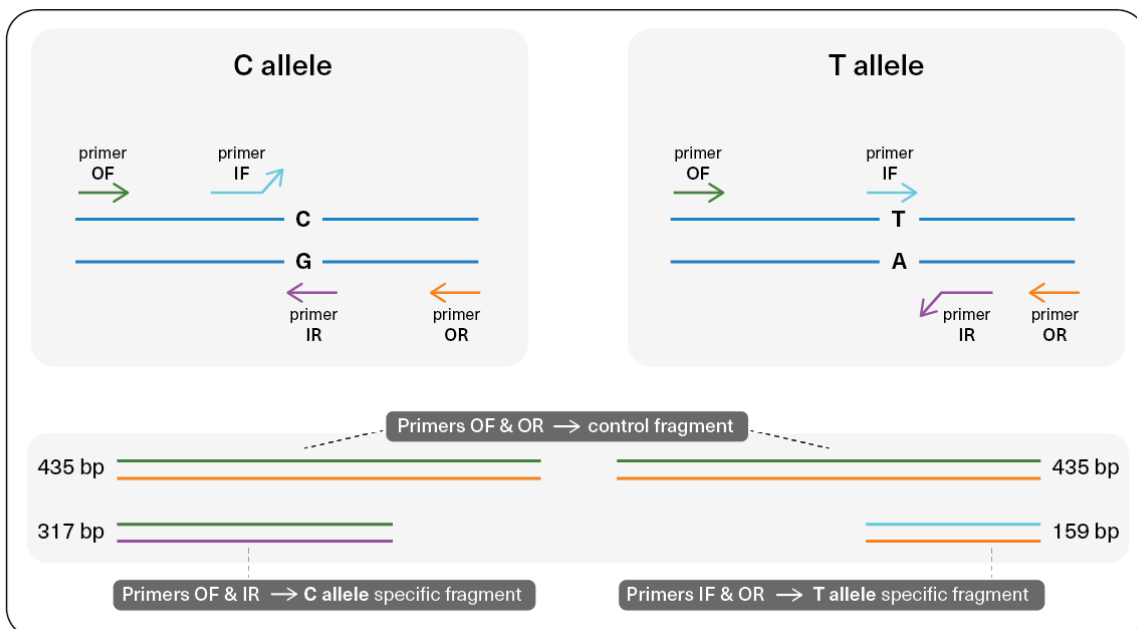 C allele
T allele
primer
OF
primer
IF
primer
OF
primer
IF
C
T
G
A
primer
IR
primer
OR
primer
IR
primer
OR
Primers OF & OR → control fragment
435 bp
435 bp
317 bp
159 bp
Primers OF & IR → C allele specific fragment
Primers IF & OR → T allele specific fragment